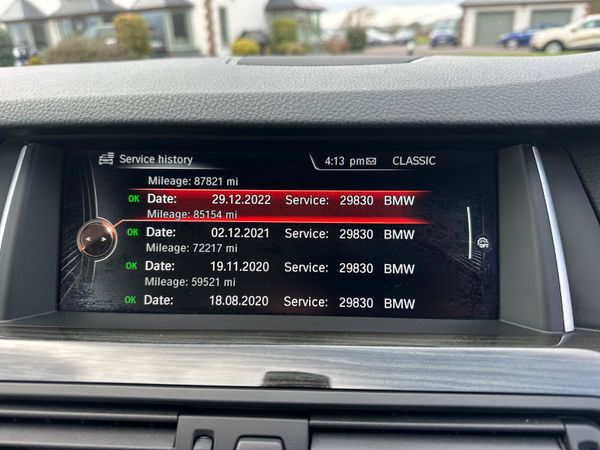 Service history 4:13 pm CLASSIC
Mileage: 87821 mi
OK Date: 29.12.2022 Service: 29830 BMW
Mileage: 85154 mi
OK Date: 02.12.2021 Service: 29830 BMW
Mileage: 72217 mi
OK Date: 19.11.2020 Service: 29830 BMW
Mileage: 59521 mi
OK Date: 18.08.2020 Service: 29830 BMW